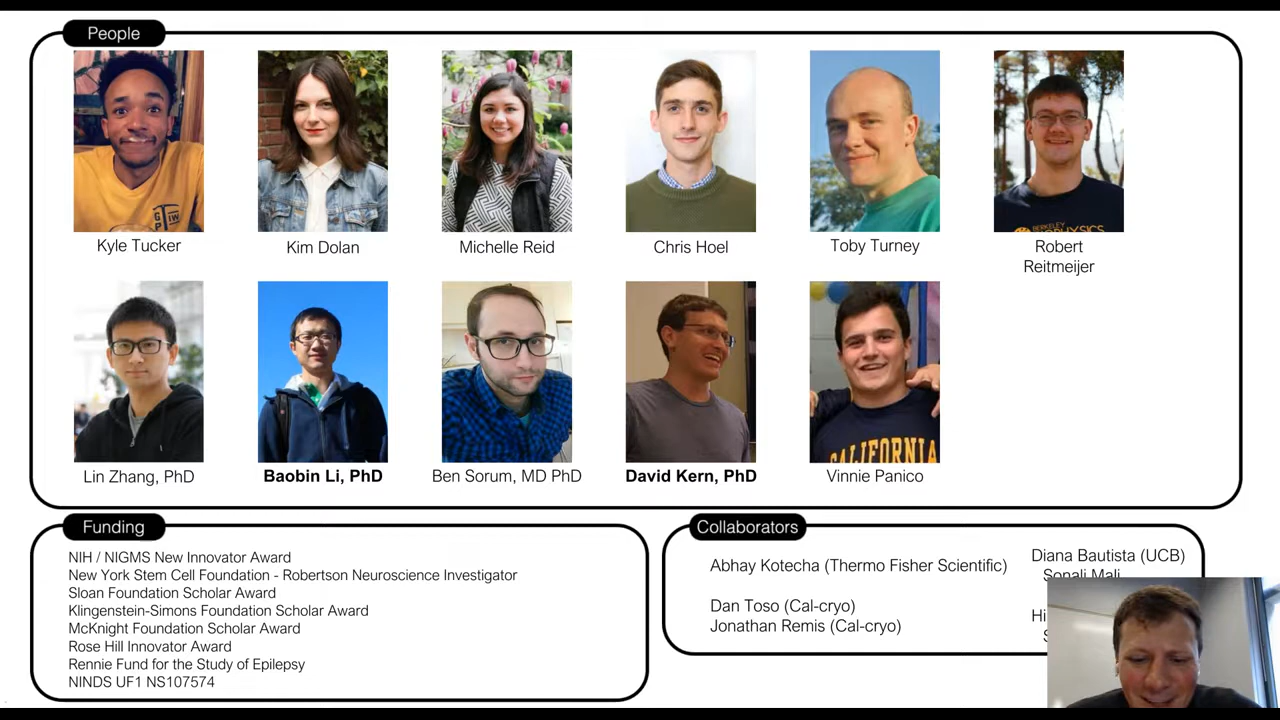 People
Kyle Tucker
Kim Dolan
Michelle Reid
Chris Hoel
Toby Turney
Robert
Reitmeijer
Lin Zhang, PhD
Baobin Li, PhD
Ben Sorum, MD PhD
David Kern, PhD
CALIFORNIA
Vinnie Panico
Funding
NIH / NIGMS New Innovator Award
New York Stem Cell Foundation - Robertson Neuroscience Investigator
Sloan Foundation Scholar Award
Klingenstein-Simons Foundation Scholar Award
McKnight Foundation Scholar Award
Rose Hill Innovator Award
Rennie Fund for the Study of Epilepsy
NINDS UF1 NS107574
Collaborators
Abhay Kotecha (Thermo Fisher Scientific)
Dan Toso (Cal-cryo)
Jonathan Remis (Cal-cryo)
Diana Bautista (UCB)
Sonali Mali